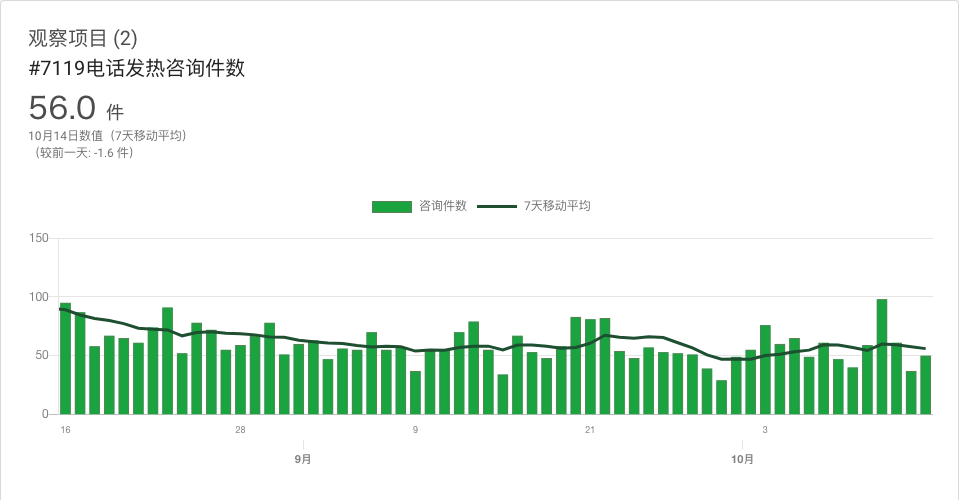 观察项目 (2)
#7119电话发热咨询件数
56.0 件
10月14日数值（7天移动平均）
（较前一天: -1.6 件）
咨询件数 7天移动平均
150
100
50
0
16 28 9 21 3
9月 10月